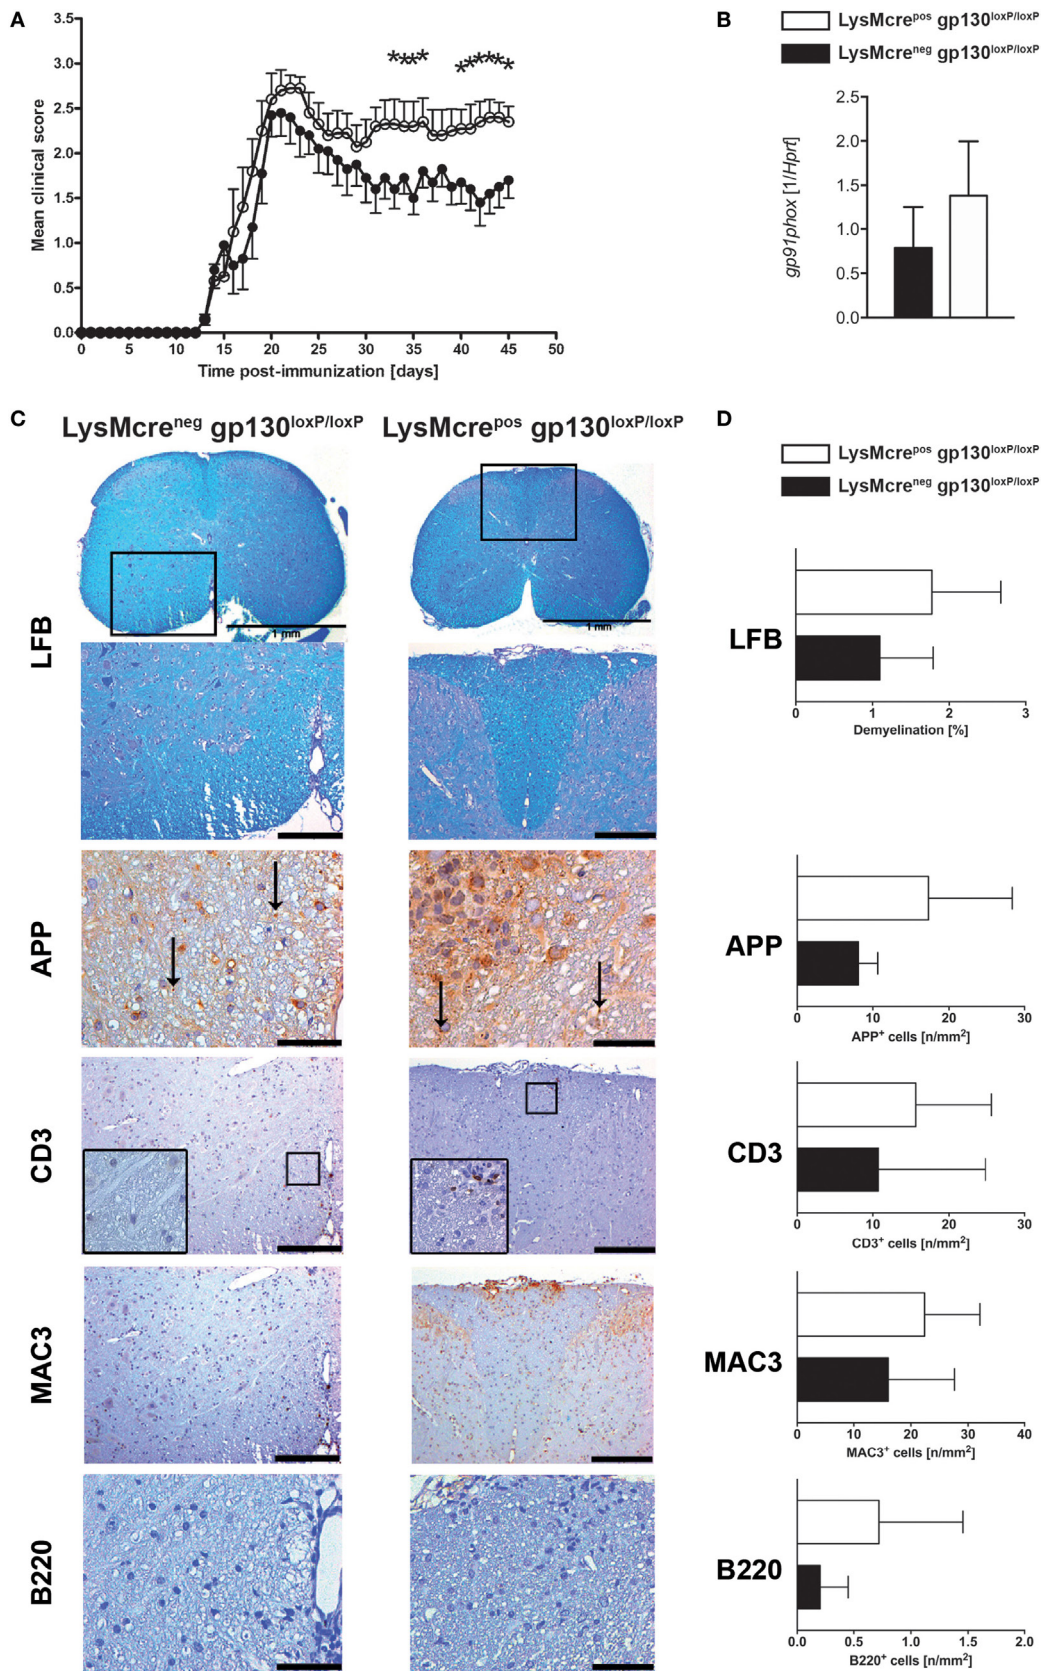 A
3.5
3.0
2.5
2.0
1.5
1.0
0.5
0.0
Mean clinical score
* *** ******
0 5 10 15 20 25 30 35 40 45 50
Time post-immunization [days]
B
LysMcrepos gp130loxP/loxP
LysMcreneg gp130loxP/loxP
2.5
2.0
1.5
1.0
0.5
0.0
gp91phox [1/Hprt]
C
LysMcreneg gp130loxP/loxP
LysMcrepos gp130loxP/loxP
LFB
1 mm
1 mm
APP
CD3
MAC3
B220
D
LysMcrepos gp130loxP/loxP
LysMcreneg gp130loxP/loxP
LFB
0 1 2 3
Demyelination [%]
APP
0 10 20 30
APP+ cells [n/mm2]
CD3
0 10 20 30
CD3+ cells [n/mm2]
MAC3
0 10 20 30 40
MAC3+ cells [n/mm2]
B220
0.0 0.5 1.0 1.5 2.0
B220+ cells [n/mm2]